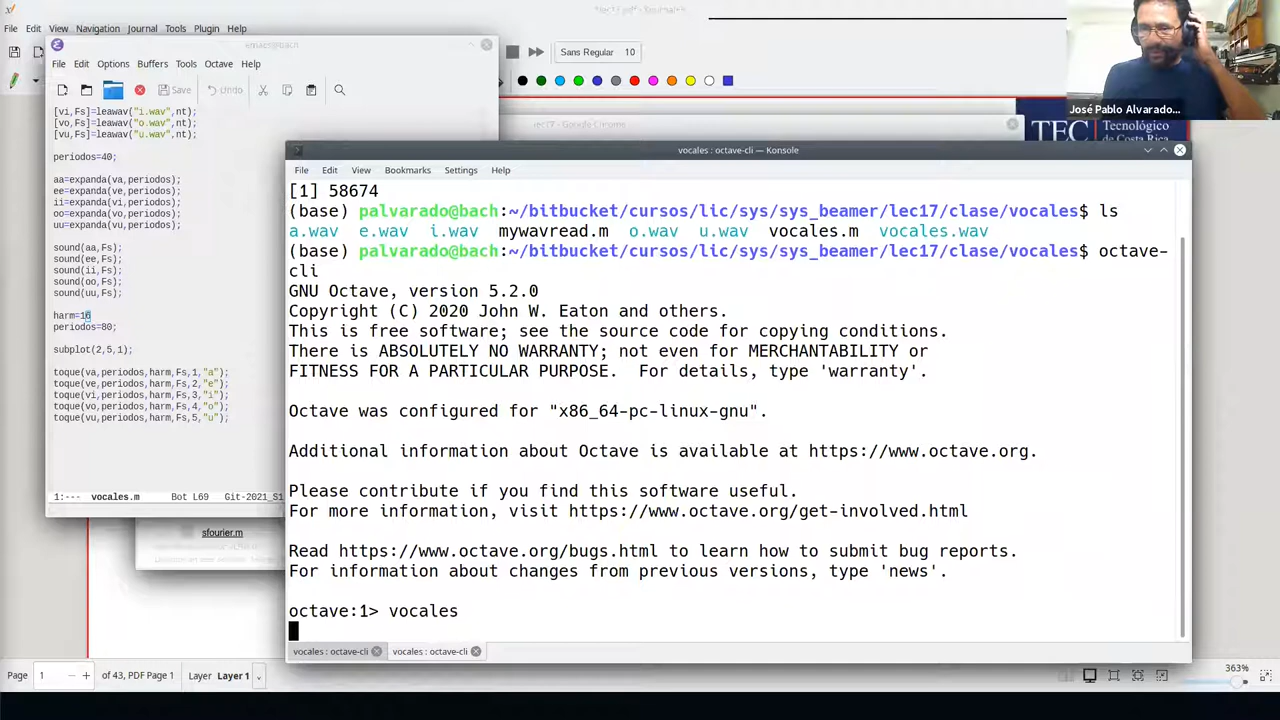 File Edit View Navigation Journal Tools Plugin Help
Sans Regular 10
emacs@bach
File Edit Options Buffers Tools Octave Help
Save Undo
[vi,Fs]=leawav("i.wav",nt);
[vo,Fs]=leawav("o.wav",nt);
[vu,Fs]=leawav("u.wav",nt);
periodos=40;
aa=expanda(va,periodos);
ee=expanda(ve,periodos);
ii=expanda(vi,periodos);
oo=expanda(vo,periodos);
uu=expanda(vu,periodos);
sound(aa,Fs);
sound(ee,Fs);
sound(ii,Fs);
sound(oo,Fs);
sound(uu,Fs);
harm=16
periodos=80;
subplot(2,5,1);
toque(va,periodos,harm,Fs,1,"a");
toque(ve,periodos,harm,Fs,2,"e");
toque(vi,periodos,harm,Fs,3,"i");
toque(vo,periodos,harm,Fs,4,"o");
toque(vu,periodos,harm,Fs,5,"u");
1:--- vocales.m Bot L69 Git-2021_S1
sfourier.m
lec17 - Google Chrome
José Pablo Alvarado...
TEC Tecnológico
de Costa Rica
vocales : octave-cli — Konsole
File Edit View Bookmarks Settings Help
[1] 58674
(base) palvarado@bach:~/bitbucket/cursos/lic/sys/sys_beamer/lec17/clase/vocales$ ls
a.wav e.wav i.wav mywavread.m o.wav u.wav vocales.m vocales.wav
(base) palvarado@bach:~/bitbucket/cursos/lic/sys/sys_beamer/lec17/clase/vocales$ octave-
cli
GNU Octave, version 5.2.0
Copyright (C) 2020 John W. Eaton and others.
This is free software; see the source code for copying conditions.
There is ABSOLUTELY NO WARRANTY; not even for MERCHANTABILITY or
FITNESS FOR A PARTICULAR PURPOSE.  For details, type 'warranty'.
Octave was configured for "x86_64-pc-linux-gnu".
Additional information about Octave is available at https://www.octave.org.
Please contribute if you find this software useful.
For more information, visit https://www.octave.org/get-involved.html
Read https://www.octave.org/bugs.html to learn how to submit bug reports.
For information about changes from previous versions, type 'news'.
octave:1> vocales
vocales : octave-cli vocales : octave-cli
Page 1 of 43, PDF Page 1 Layer Layer 1 363%